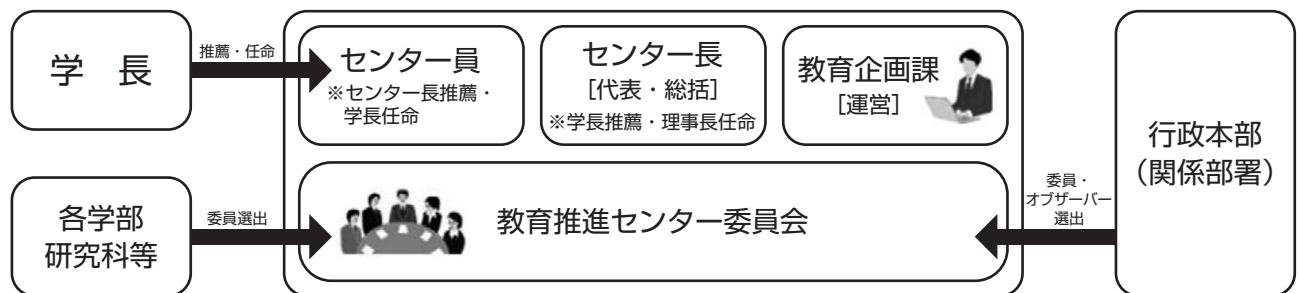 学　長
推薦・任命
センター員
※センター長推薦・
学長任命
センター長
[代表・総括]
※学長推薦・理事長任命
教育企画課
[運営]
行政本部
（関係部署）
各学部
研究科等
委員選出
教育推進センター委員会
委員・
オブザーバー
選出